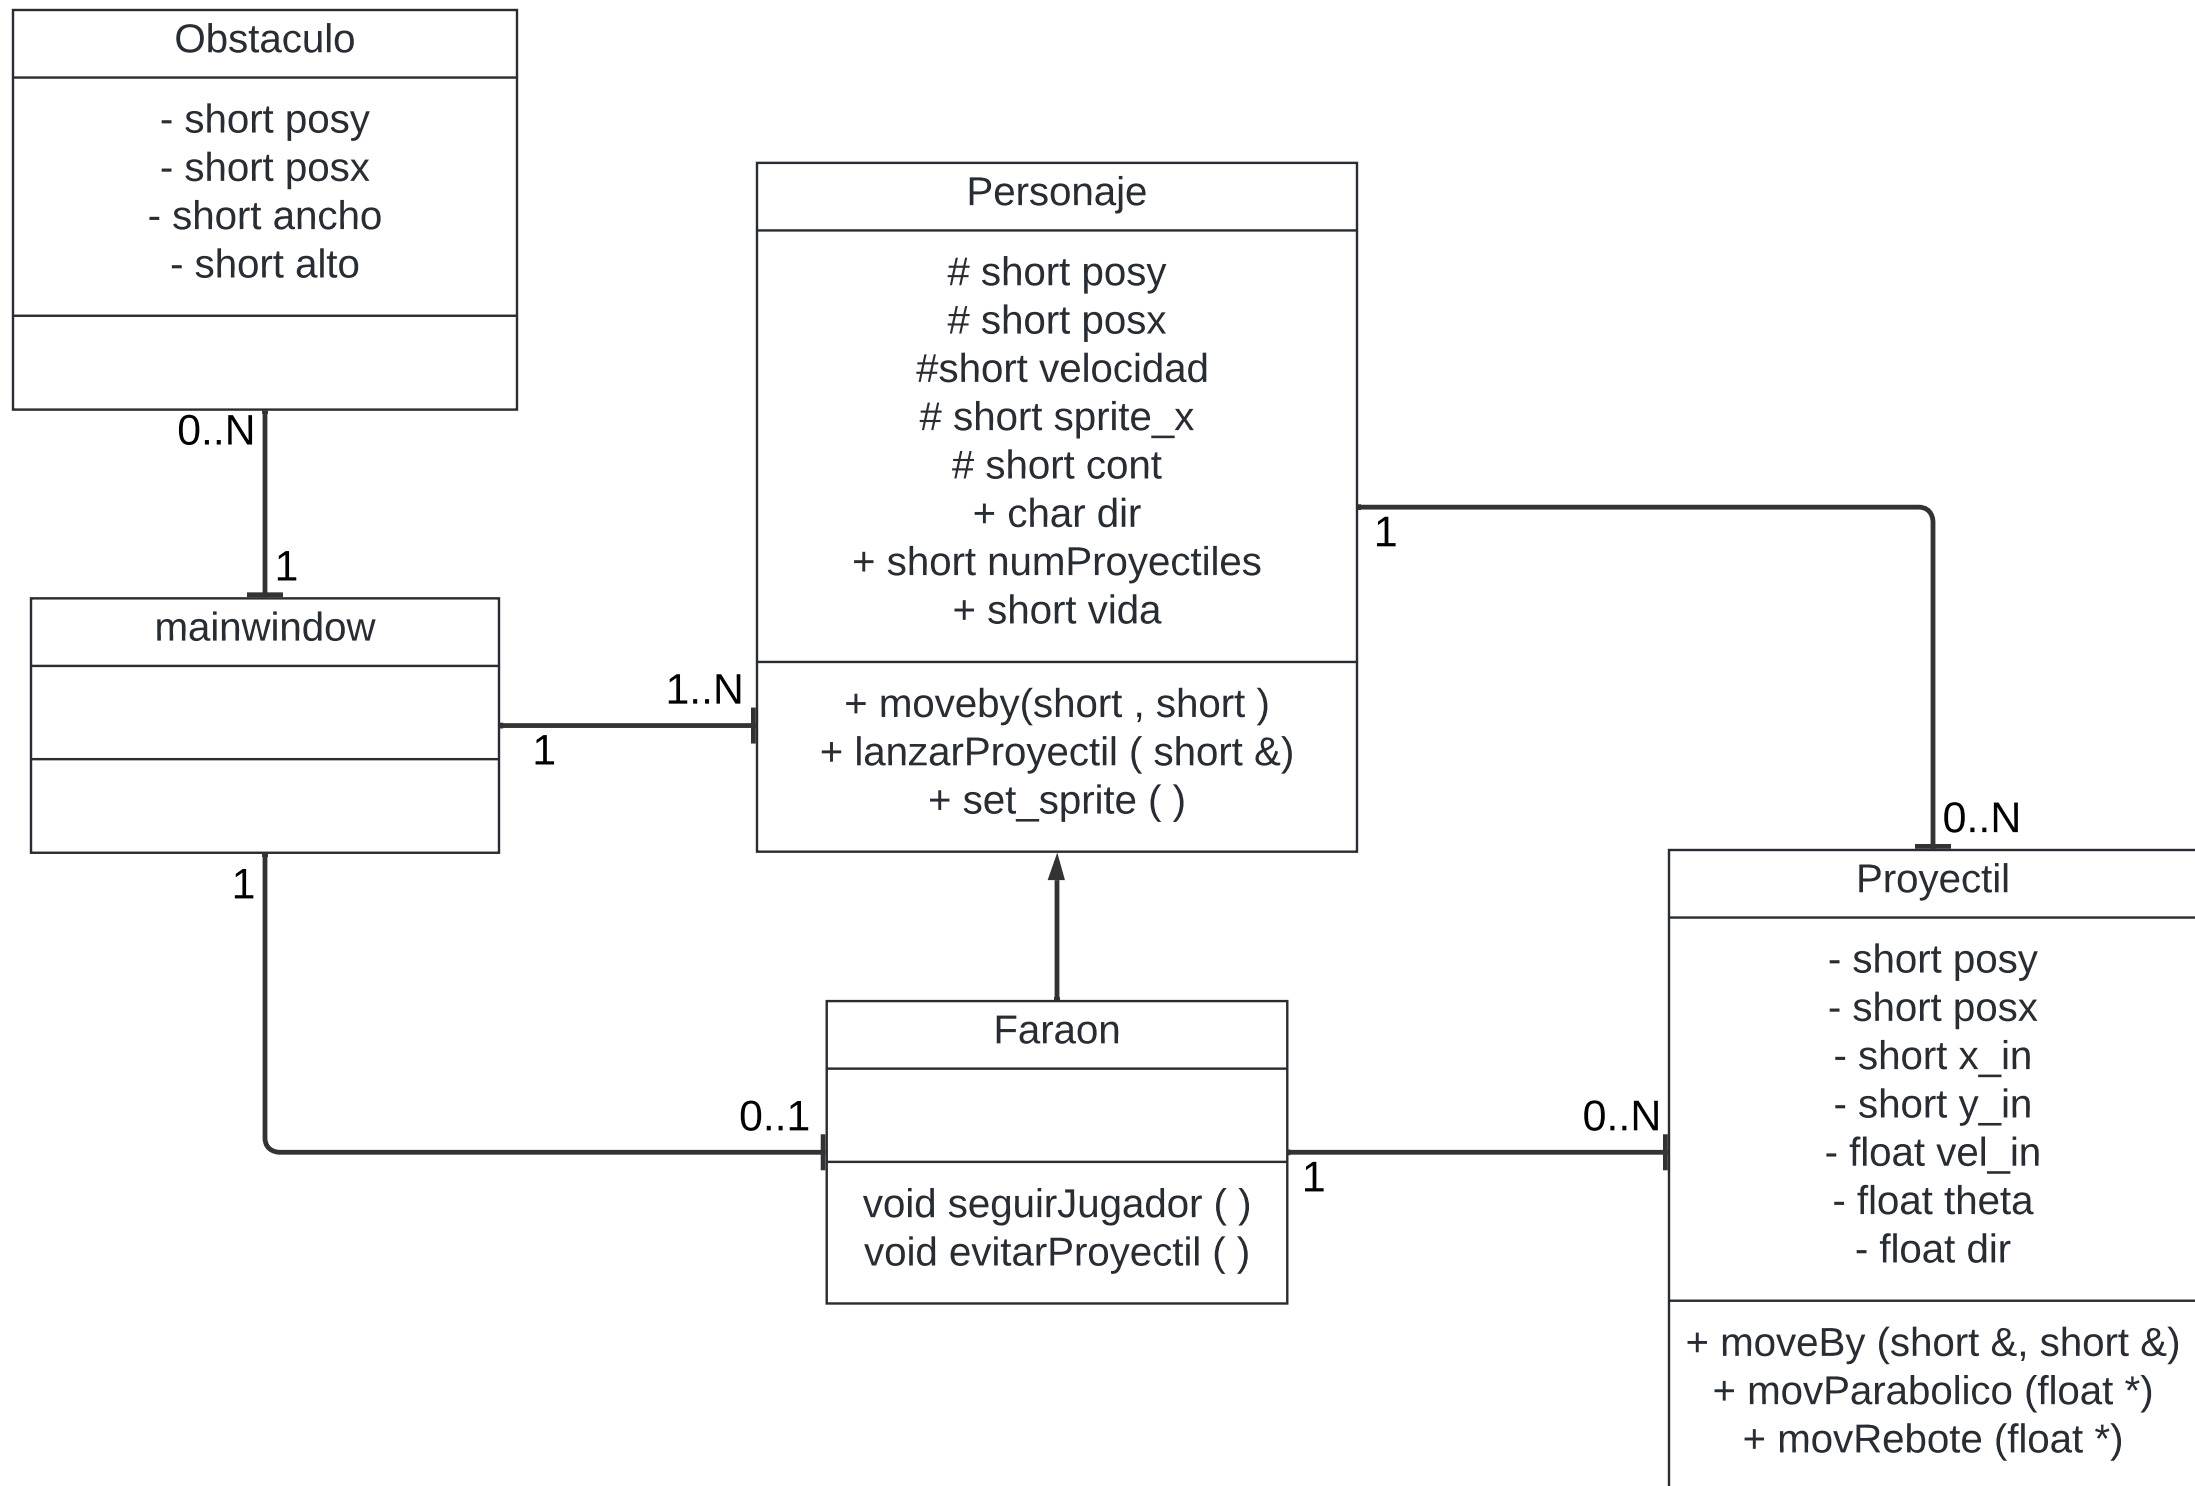 Obstaculo
- short posy
- short posx
- short ancho
- short alto
0..N
1
mainwindow
1
1..N
1
0..1
Personaje
# short posy
# short posx
#short velocidad
# short sprite_x
# short cont
+ char dir
+ short numProyectiles
+ short vida
+ moveby(short , short )
+ lanzarProyectil ( short &)
+ set_sprite ( )
1
0..N
Faraon
void seguirJugador ( )
void evitarProyectil ( )
1
0..N
Proyectil
- short posy
- short posx
- short x_in
- short y_in
- float vel_in
- float theta
- float dir
+ moveBy (short &, short &)
+ movParabolico (float *)
+ movRebote (float *)